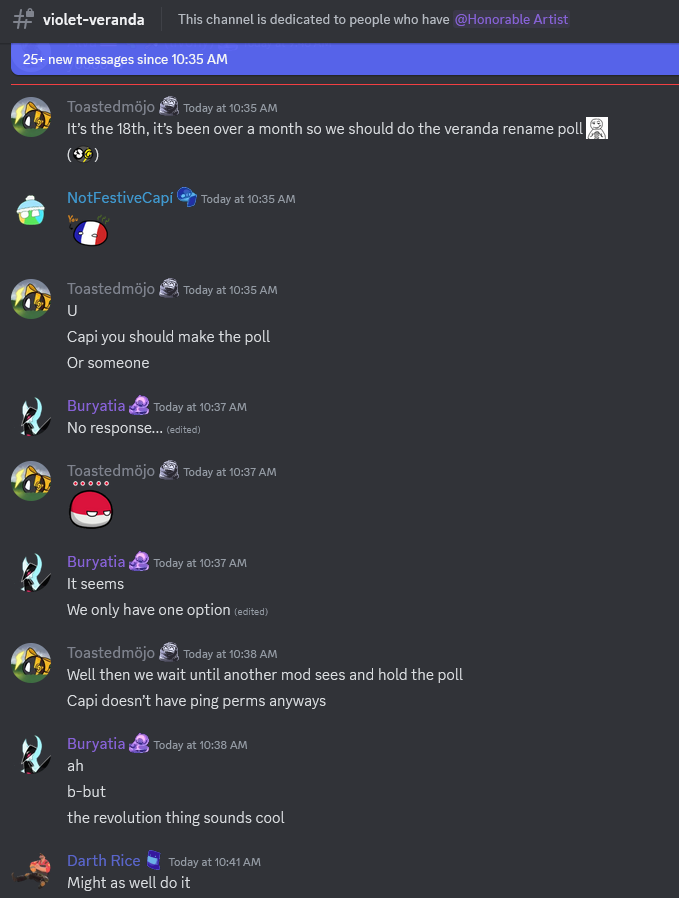 violet-veranda
This channel is dedicated to people who have @Honorable Artist
25+ new messages since 10:35 AM
Toastedmöjo Today at 10:35 AM
It's the 18th, it's been over a month so we should do the veranda rename poll
( )
NotFestiveCapi Today at 10:35 AM
Toastedmöjo Today at 10:35 AM
U
Capi you should make the poll
Or someone
Buryatia Today at 10:37 AM
No response... (edited)
Toastedmöjo Today at 10:37 AM
Buryatia Today at 10:37 AM
It seems
We only have one option (edited)
Toastedmöjo Today at 10:38 AM
Well then we wait until another mod sees and hold the poll
Capi doesn't have ping perms anyways
Buryatia Today at 10:38 AM
ah
b-but
the revolution thing sounds cool
Darth Rice Today at 10:41 AM
Might as well do it